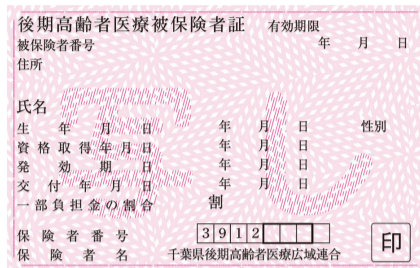 後期高齢者医療被保険者証 有効期限
被保険者番号 年 月 日
住所
氏名
生年月日 年 月 日 性別
資格取得年月日 年 月 日
発効期日 年 月 日
交付年月日 年 月 日
一部負担金の割合 割
保険者番号 3912
保険者名 千葉県後期高齢者医療広域連合
印
写し